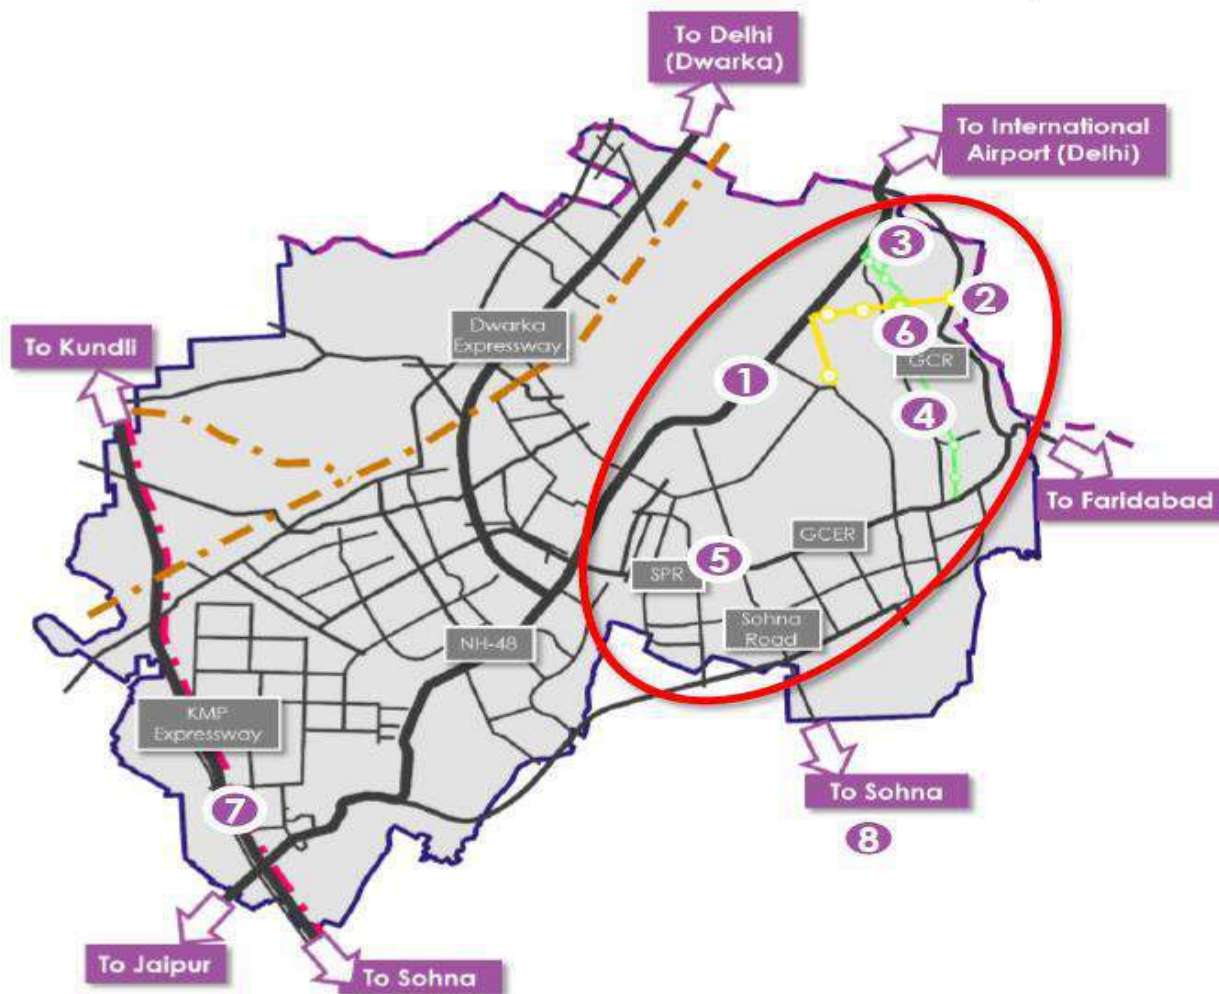 To Delhi
(Dwarka)
To International
Airport (Delhi)
3
2
Dwarka
Expressway
6
To Kundli
GCR
1
4
To Faridabad
GCER
5
SPR
Sohna
Road
NH-48
KMP
Expressway
To Sohna
7
8
To Jaipur
To Sohna